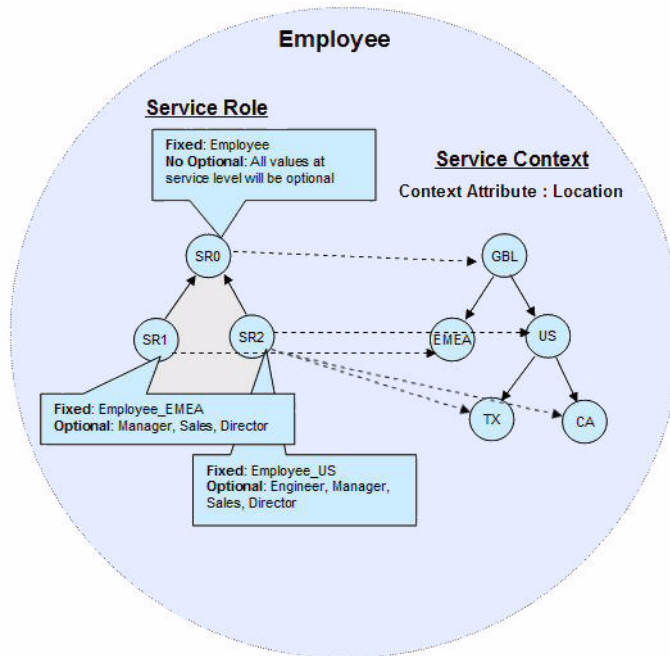 Employee
Service Role
Fixed: Employee
No Optional: All values at
service level will be optional
Service Context
Context Attribute : Location
SR0
GBL
SR1
SR2
EMEA
US
Fixed: Employee_EMEA
Optional: Manager, Sales, Director
TX
CA
Fixed: Employee_US
Optional: Engineer, Manager,
Sales, Director